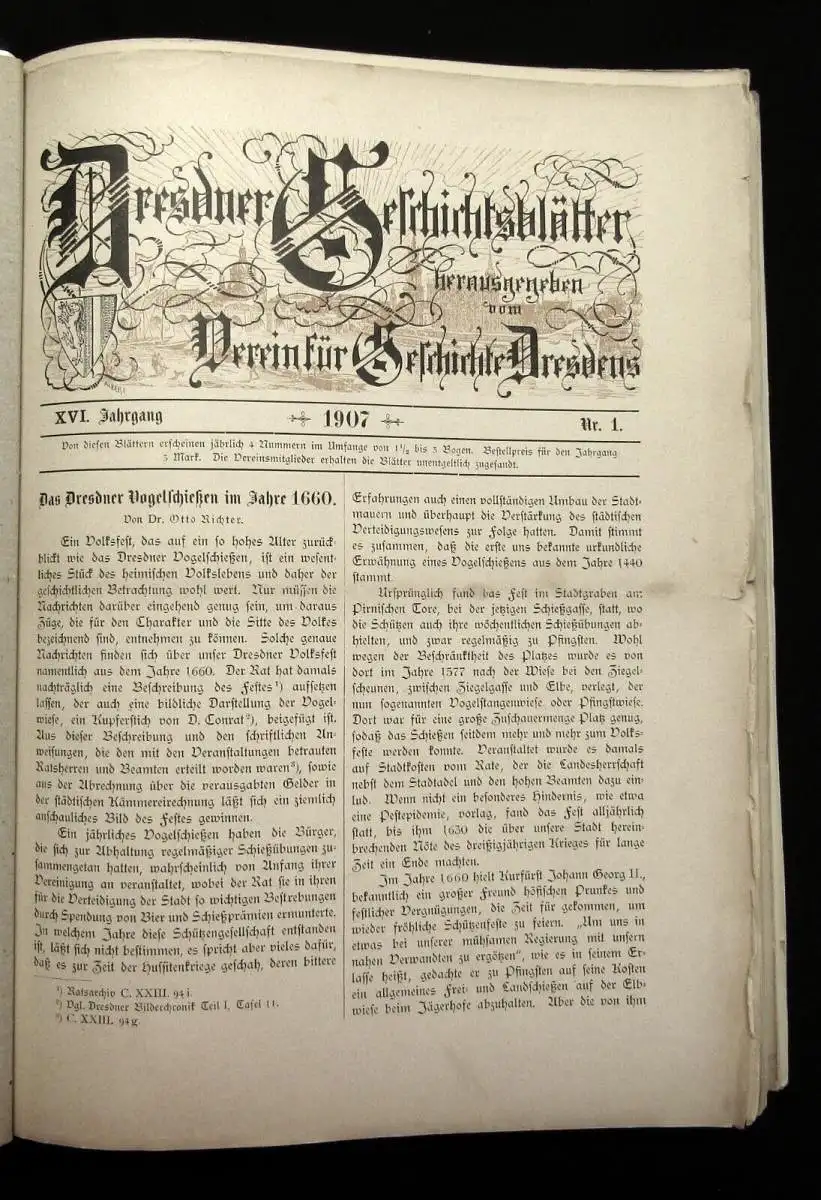 Dresdner Geschichtsblätter
herausgegeben
vom
Verein für Geschichte Dresdens
XVI. Jahrgang
1907
Nr. 1.
Von diesen Blättern erscheinen jährlich 4 Nummern im Umfange von 1½ bis 3 Bogen. Bestellpreis für den Jahrgang
3 Mark. Die Vereinsmitglieder erhalten die Blätter unentgeltlich zugesandt.
Das Dresdner Vogelschießen im Jahre 1660.
Von Dr. Otto Richter.
Ein Volksfest, das auf ein so hohes Alter zurück-
blickt wie das Dresdner Vogelschießen, ist ein wesent-
liches Stück des heimischen Volkslebens und daher der
geschichtlichen Betrachtung wohl wert. Nur müssen die
Nachrichten darüber eingehend genug sein, um daraus
Züge, die für den Charakter und die Sitte des Volkes
bezeichnend sind, entnehmen zu können. Solche genaue
Nachrichten finden sich über unser Dresdner Volksfest
namentlich aus dem Jahre 1660. Der Rat hat damals
nachträglich eine Beschreibung des Festes¹) aufsetzen
lassen, der auch eine bildliche Darstellung der Vogel-
wiese, ein Kupferstich von D. Conrat²), beigefügt ist.
Aus dieser Beschreibung und den schriftlichen An-
weisungen, die den mit den Veranstaltungen betrauten
Ratsherren und Beamten erteilt worden waren³), sowie
aus der Abrechnung über die verausgabten Gelder in
der städtischen Kämmereirechnung läßt sich ein ziemlich
anschauliches Bild des Festes gewinnen.
Ein jährliches Vogelschießen haben die Bürger,
die sich zur Abhaltung regelmäßiger Schießübungen zu-
sammengetan hatten, wahrscheinlich von Anfang ihrer
Vereinigung an veranstaltet, wobei der Rat sie in ihren
für die Verteidigung der Stadt so wichtigen Bestrebungen
durch Spendung von Bier und Schießprämien ermunterte.
In welchem Jahre diese Schützengesellschaft entstanden
ist, läßt sich nicht bestimmen, es spricht aber vieles dafür,
daß es zur Zeit der Hussitenkriege geschah, deren bittere
¹) Ratsarchiv C. XXIII. 94 i.
²) Vgl. Dresdner Bilderchronik Teil I, Tafel 11.
³) C. XXIII. 94 g.
Erfahrungen auch einen vollständigen Umbau der Stadt-
mauern und überhaupt die Verstärkung des städtischen
Verteidigungswesens zur Folge hatten. Damit stimmt
es zusammen, daß die erste uns bekannte urkundliche
Erwähnung eines Vogelschießens aus dem Jahre 1440
stammt.
Ursprünglich fand das Fest im Stadtgraben am
Pirnischen Tore, bei der jetzigen Schießgasse, statt, wo
die Schützen auch ihre wöchentlichen Schießübungen ab-
hielten, und zwar regelmäßig zu Pfingsten. Wohl
wegen der Beschränktheit des Platzes wurde es von
dort im Jahre 1577 nach der Wiese bei den Ziegel-
scheunen, zwischen Ziegelgasse und Elbe, verlegt, der
nun sogenannten Vogelstangenwiese oder Pfingstwiese.
Dort war für eine große Zuschauermenge Platz genug,
sodaß das Schießen seitdem mehr und mehr zum Volks-
feste werden konnte. Veranstaltet wurde es damals
auf Stadtkosten vom Rate, der die Landesherrschaft
nebst dem Stadtadel und den hohen Beamten dazu ein-
lud. Wenn nicht ein besonderes Hindernis, wie etwa
eine Pestepidemie, vorlag, fand das Fest alljährlich
statt, bis ihm 1630 die über unsere Stadt herein-
brechenden Nöte des dreißigjährigen Krieges für lange
Zeit ein Ende machten.
Im Jahre 1660 hielt Kurfürst Johann Georg II.,
bekanntlich ein großer Freund höfischen Prunkes und
festlicher Vergnügungen, die Zeit für gekommen, um
wieder fröhliche Schützenfeste zu feiern. „Um uns in
etwas bei unserer mühsamen Regierung mit unsern
nahen Verwandten zu ergötzen“, wie es in seinem Er-
lasse heißt, gedachte er zu Pfingsten auf seine Kosten
ein allgemeines Frei- und Landschießen auf der Elb-
wiese beim Jägerhofe abzuhalten. Aber die von ihm